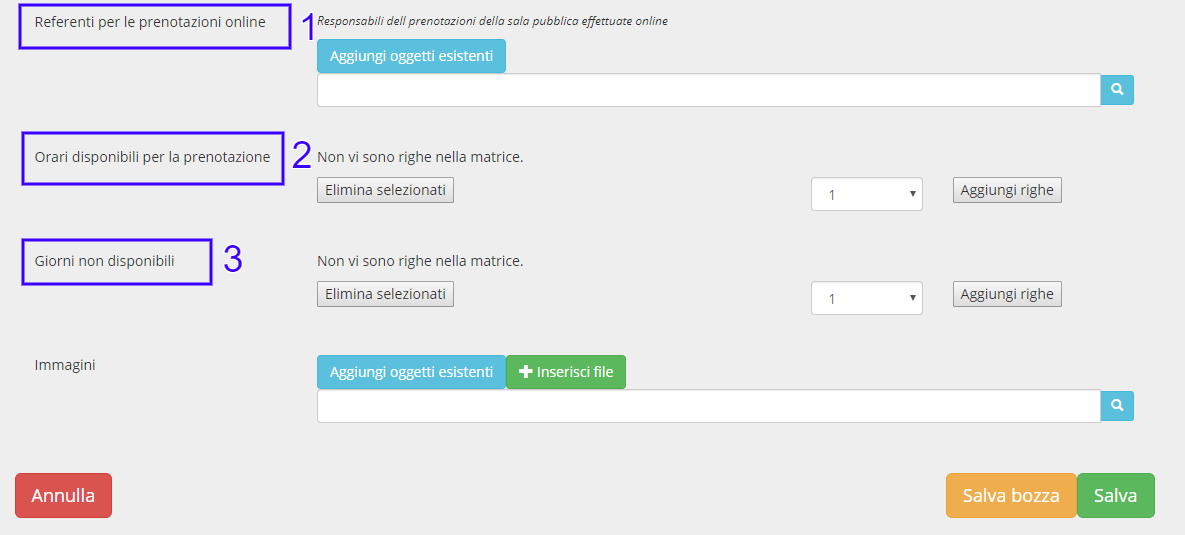 Referenti per le prenotazioni online
1
Responsabili dell prenotazioni della sala pubblica effettuate online
Aggiungi oggetti esistenti
Orari disponibili per la prenotazione
2
Non vi sono righe nella matrice.
Elimina selezionati
1
Aggiungi righe
Giorni non disponibili
3
Non vi sono righe nella matrice.
Elimina selezionati
1
Aggiungi righe
Immagini
Aggiungi oggetti esistenti
Inserisci file
Annulla
Salva bozza
Salva